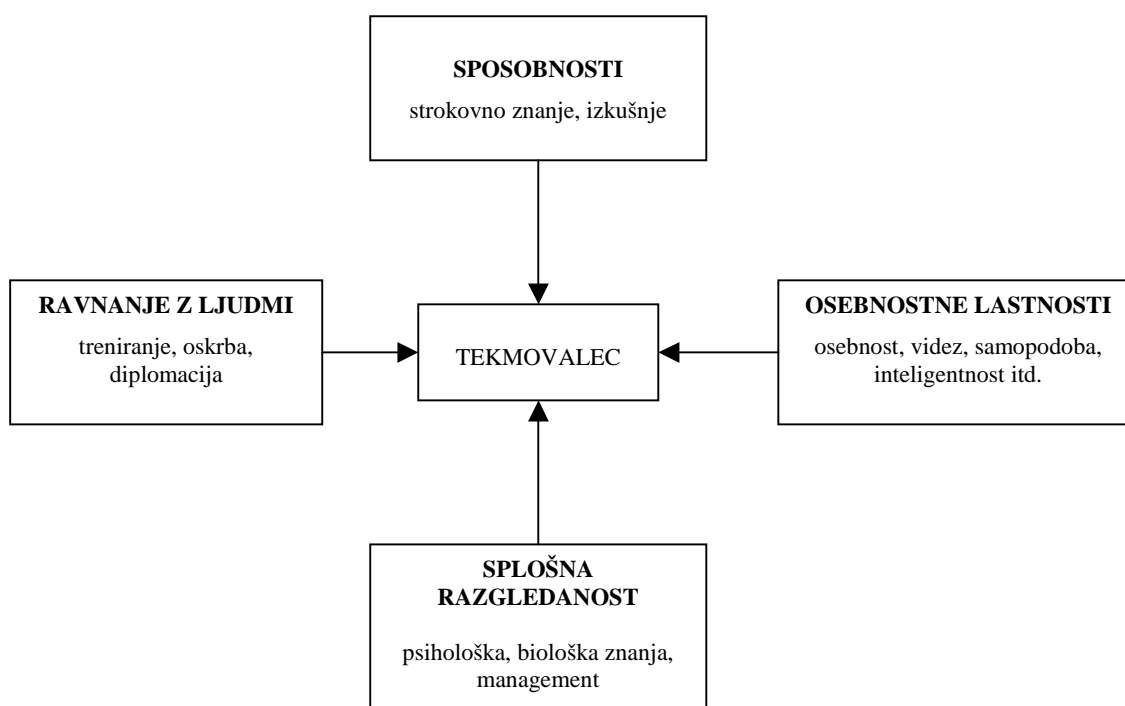 SPOSOBNOSTI
strokovno znanje, izkušnje
RAVNANJE Z LJUDMI
treniranje, oskrba,
diplomacija
TEKMOVALEC
OSEBNOSTNE LASTNOSTI
osebnost, videz, samopodoba,
inteligentnost itd.
SPLOŠNA
RAZGLEDANOST
psihološka, biološka znanja,
management